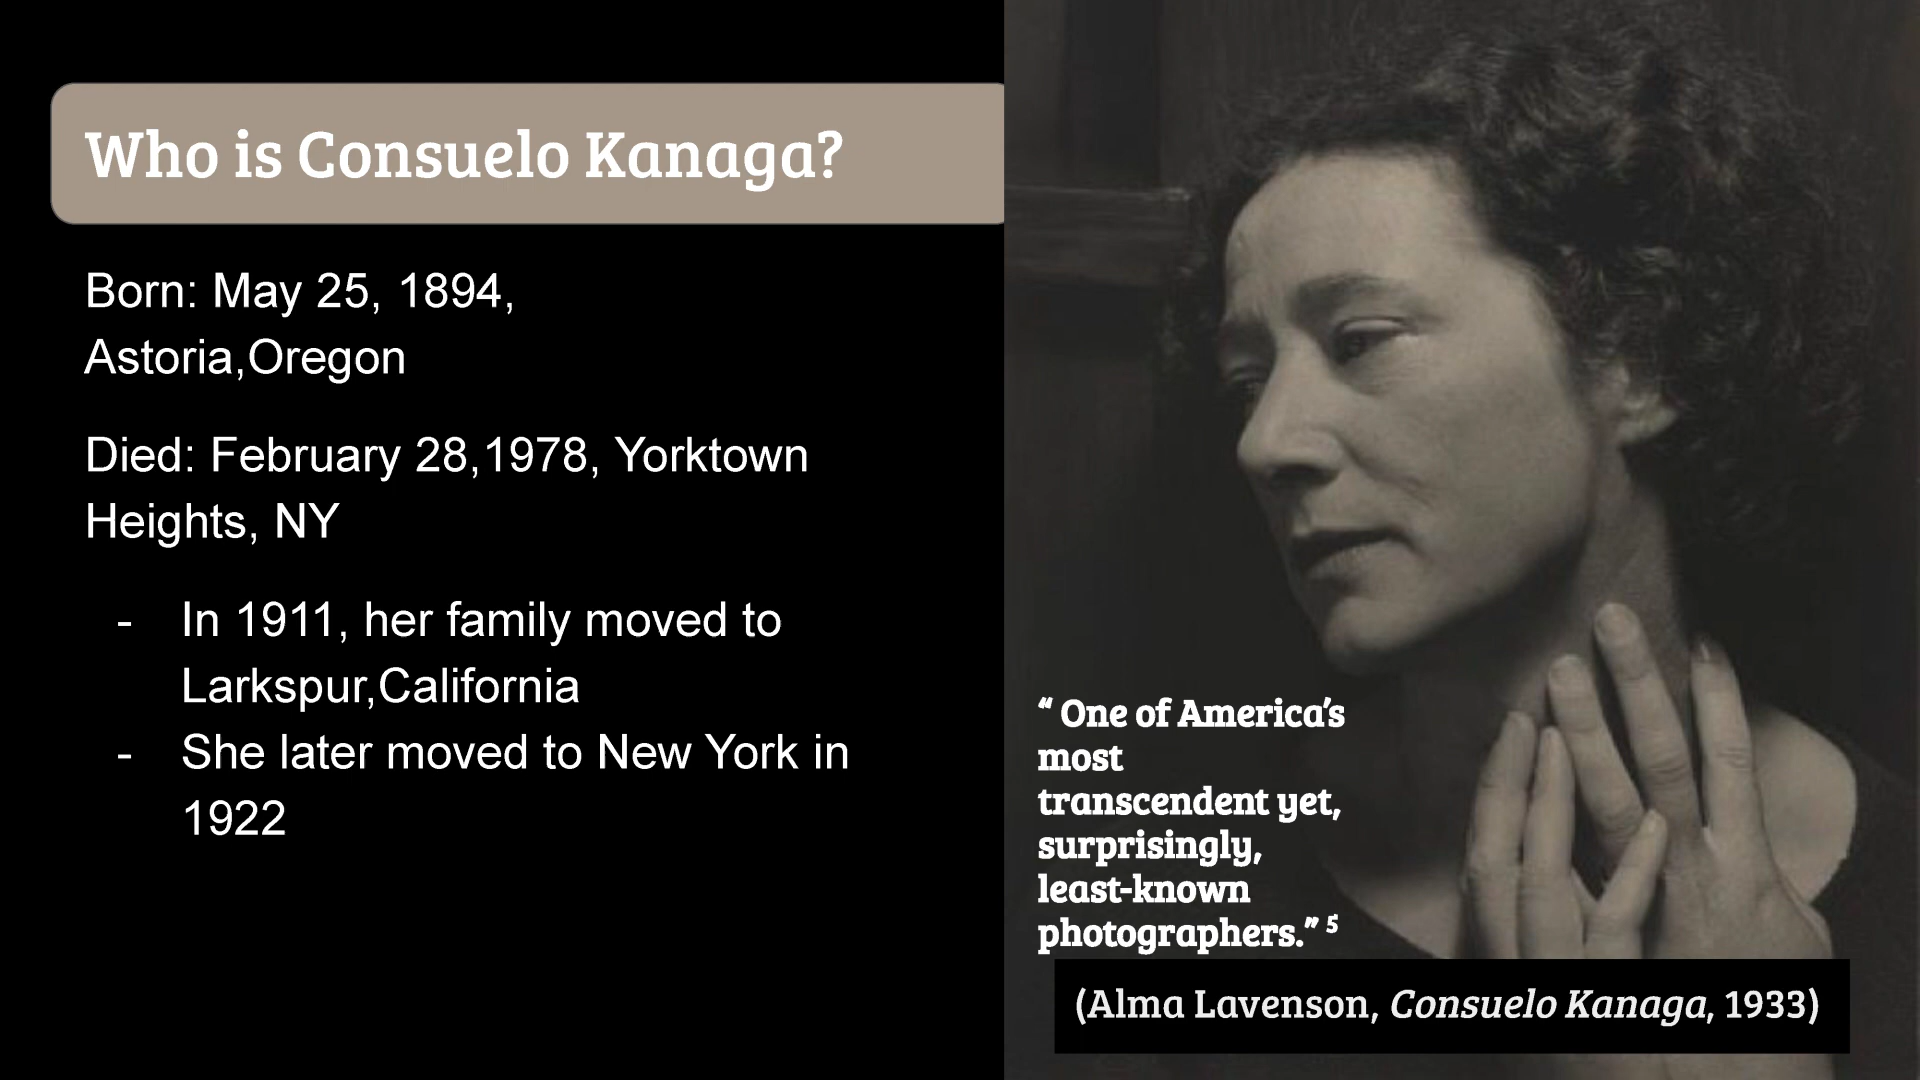 Who is Consuelo Kanaga?
Born: May 25, 1894,
Astoria,Oregon
Died: February 28,1978, Yorktown
Heights, NY
- In 1911, her family moved to
Larkspur,California
- She later moved to New York in
1922
“ One of America’s
most
transcendent yet,
surprisingly,
least-known
photographers.” 5
(Alma Lavenson, Consuelo Kanaga, 1933)